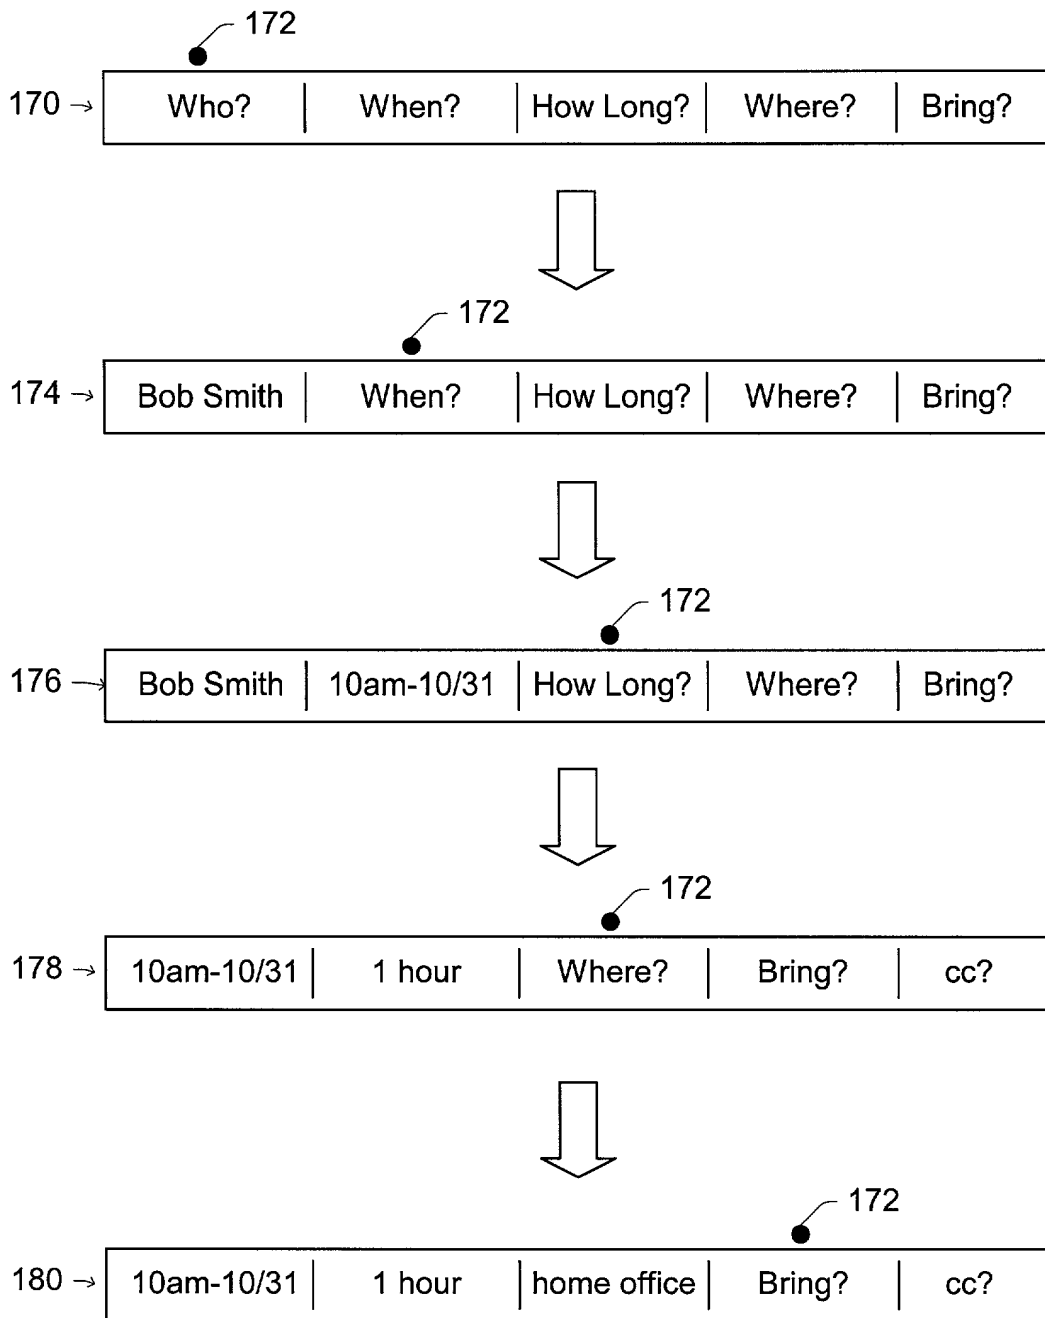 172
170 Who? When? How Long? Where? Bring?
172
174 Bob Smith When? How Long? Where? Bring?
172
176 Bob Smith 10am-10/31 How Long? Where? Bring?
172
178 10am-10/31 1 hour Where? Bring? cc?
172
180 10am-10/31 1 hour home office Bring? cc?